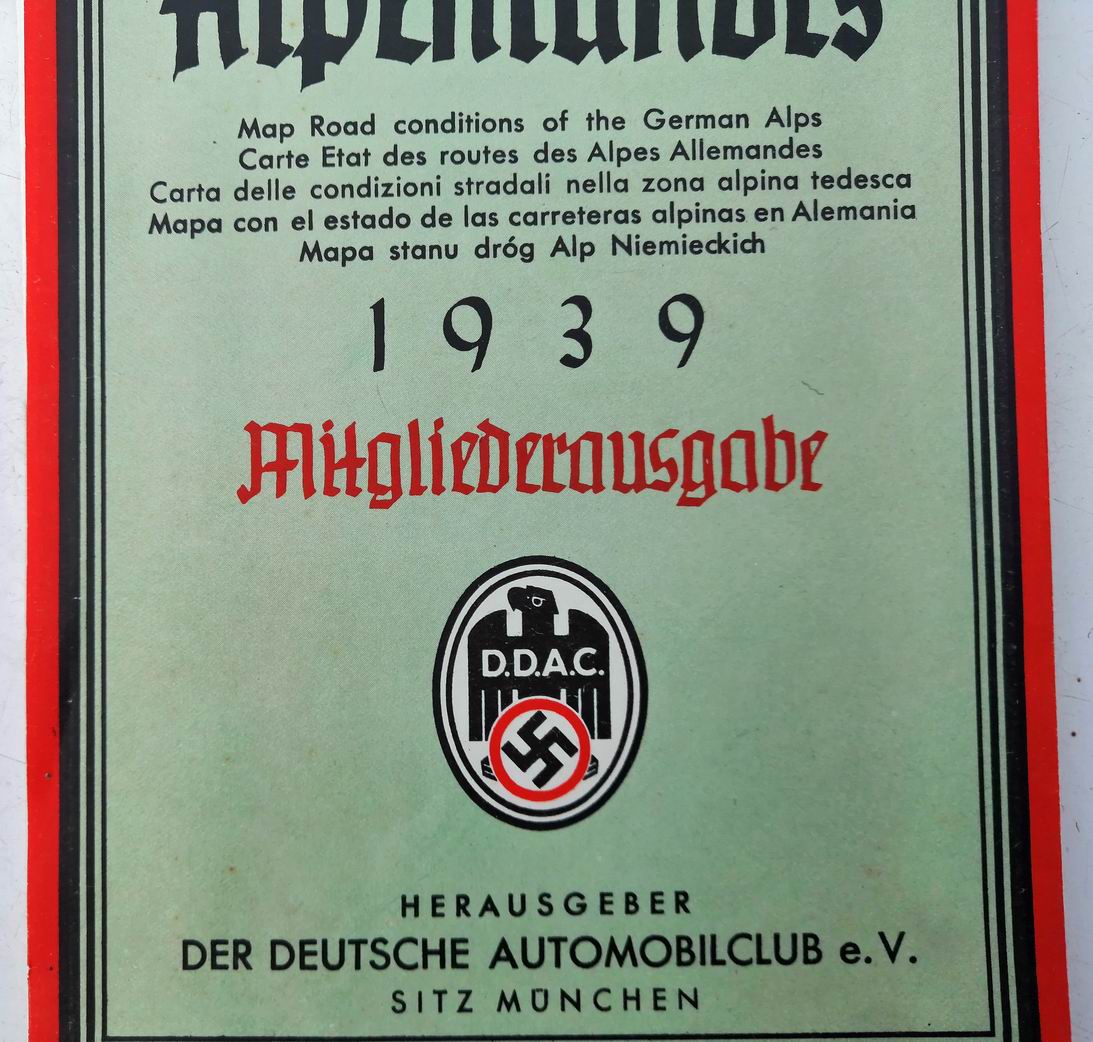 Alpenlandes
Map Road conditions of the German Alps
Carte Etat des routes des Alpes Allemandes
Carta delle condizioni stradali nella zona alpina tedesca
Mapa con el estado de las carreteras alpinas en Alemania
Mapa stanu dróg Alp Niemieckich
1939
Mitgliederausgabe
D.D.A.C.
HERAUSGEBER
DER DEUTSCHE AUTOMOBILCLUB e.V.
SITZ MÜNCHEN